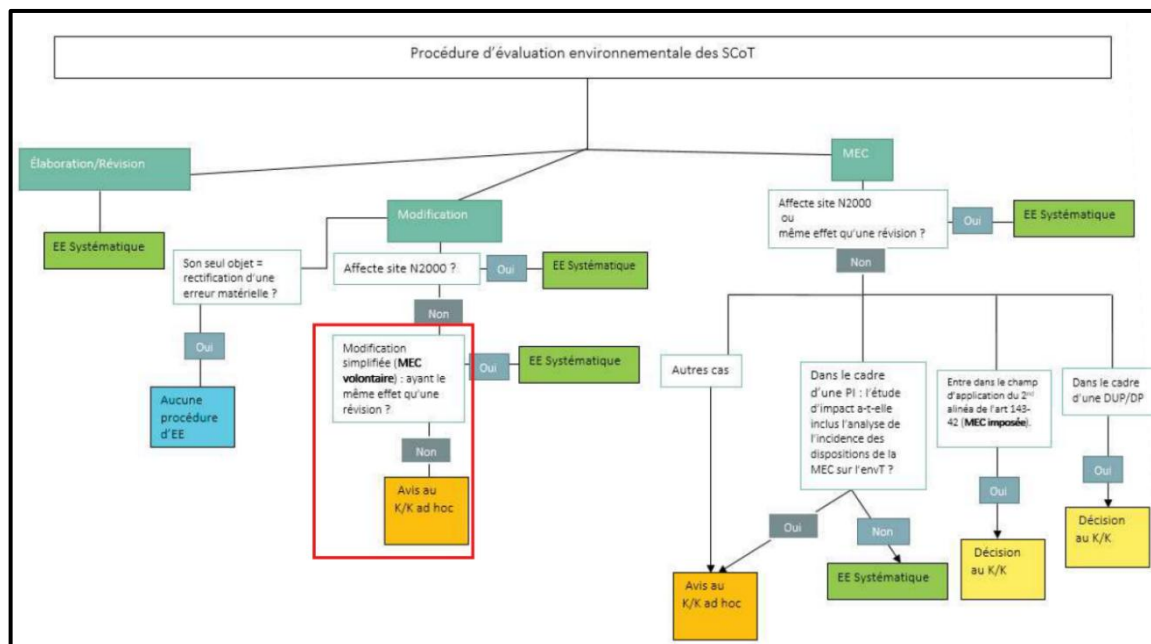 Procédure d'évaluation environnementale des SCoT
Élaboration/Révision
EE Systématique
Modification
Son seul objet =
rectification d'une
erreur matérielle ?
Oui
Aucune
procédure
d'EE
Affecte site N2000 ?
Oui
EE Systématique
Non
Modification
simplifiée (MEC
volontaire) : ayant le
même effet qu'une
révision ?
Oui
EE Systématique
Non
Avis au
K/K ad hoc
MEC
Affecte site N2000
ou
même effet qu'une révision ?
Oui
EE Systématique
Non
Autres cas
Dans le cadre
d'une PI : l'étude
d'impact a-t-elle
inclus l'analyse de
l'incidence des
dispositions de la
MEC sur l'envT ?
Oui
Avis au
K/K ad hoc
Non
EE Systématique
Entre dans le champ
d'application du 2nd
alinéa de l'art 143-
42 (MEC imposée).
Oui
Décision
au K/K
Dans le cadre
d'une DUP/DP
Oui
Décision
au K/K